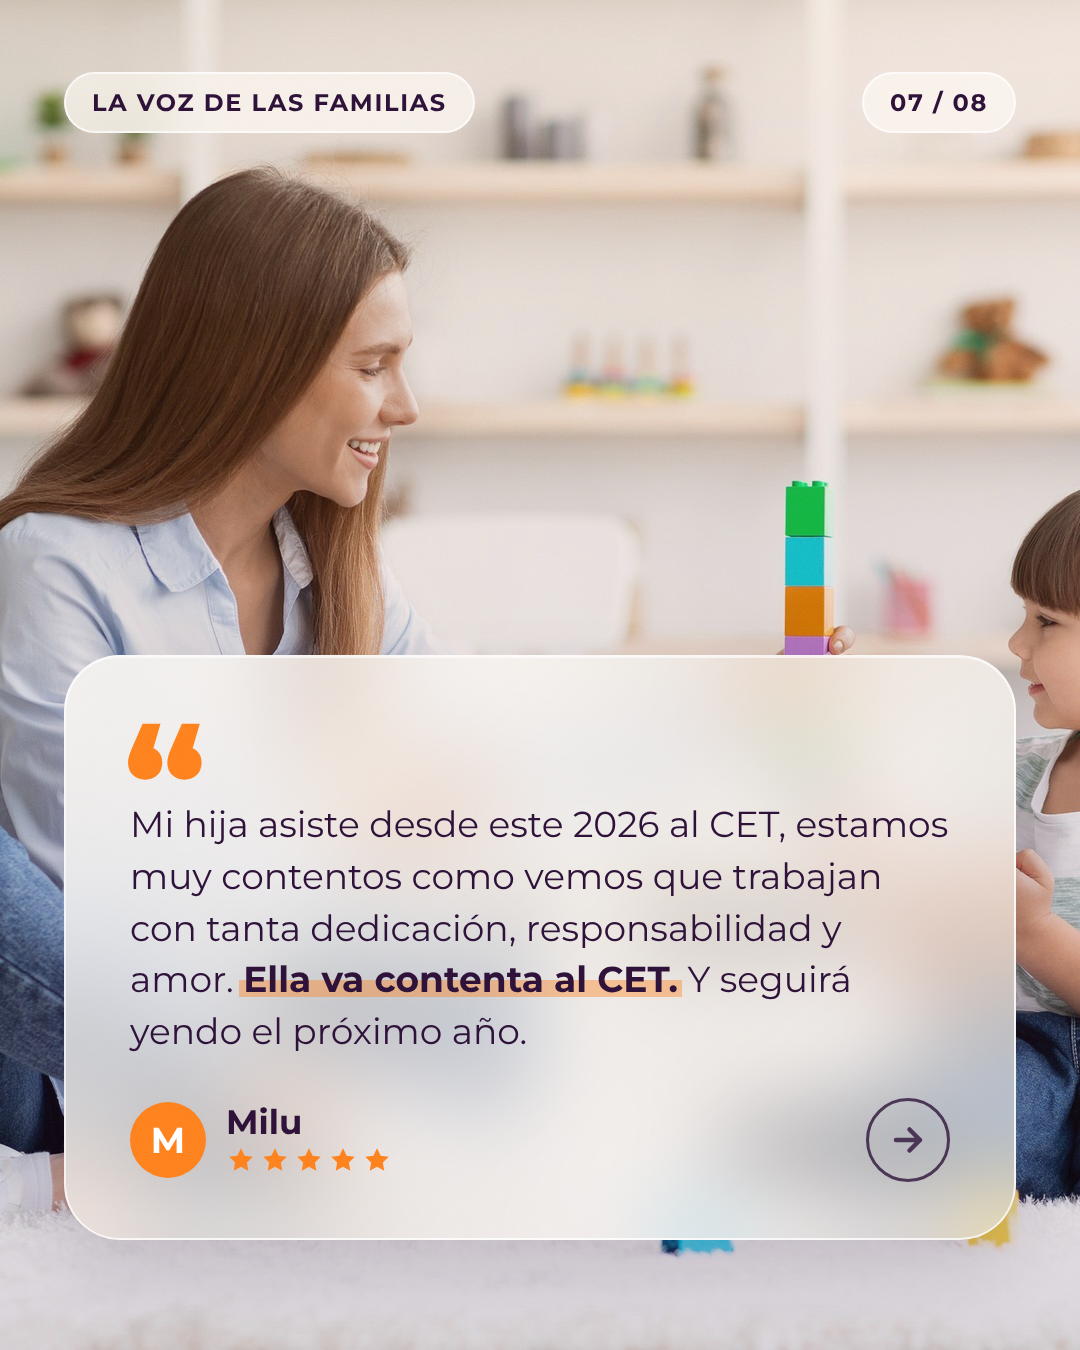 LA VOZ DE LAS FAMILIAS
07 / 08
“
Mi hija asiste desde este 2026 al CET, estamos
muy contentos como vemos que trabajan
con tanta dedicación, responsabilidad y
amor. Ella va contenta al CET. Y seguirá
yendo el próximo año.
M
Milu